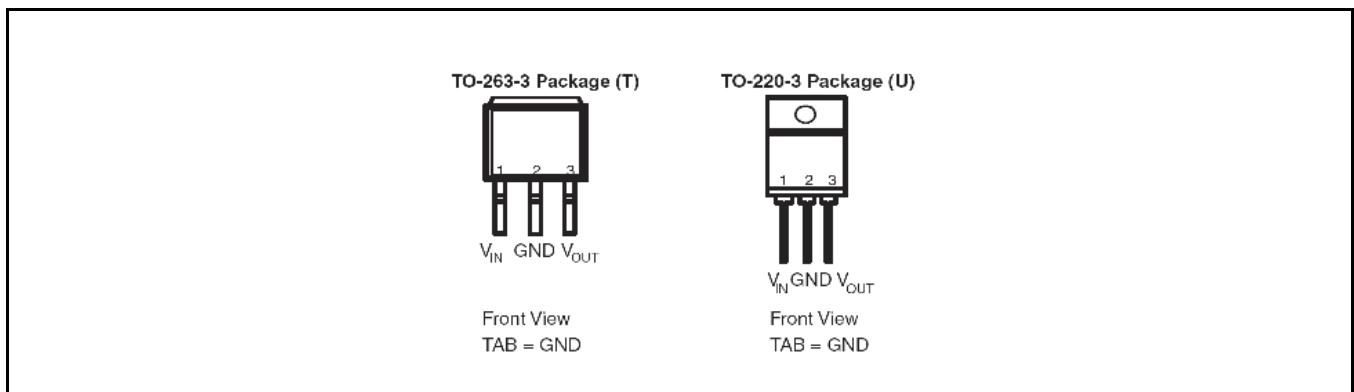 TO-263-3 Package (T)
1 2 3
VIN GND VOUT
Front View
TAB = GND
TO-220-3 Package (U)
1 2 3
VIN GND VOUT
Front View
TAB = GND